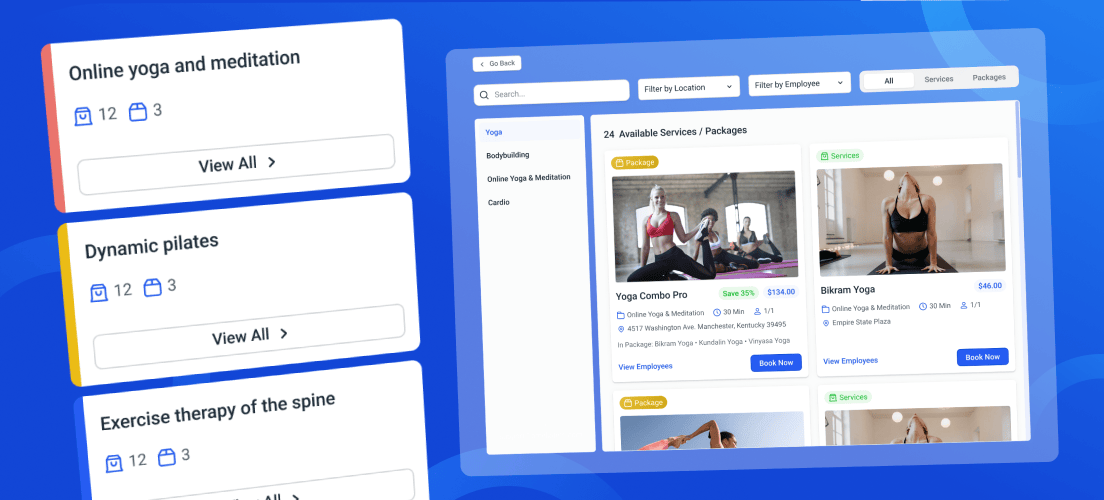 Online yoga and meditation
12 3
View All
Dynamic pilates
12 3
View All
Exercise therapy of the spine
12 3
All
Go Back
Search...
Filter by Location
Filter by Employee
All Services Packages
Yoga
Bodybuilding
Online Yoga & Meditation
Cardio
24 Available Services / Packages
Package
Yoga Combo Pro Save 35% $134.00
Online Yoga & Meditation 30 Min 1/1
4517 Washington Ave. Manchester, Kentucky 39495
In Package: Bikram Yoga • Kundalin Yoga • Vinyasa Yoga
View Employees Book Now
Services
Bikram Yoga $46.00
Online Yoga & Meditation 30 Min 1/1
Empire State Plaza
View Employees Book Now
Package
Services